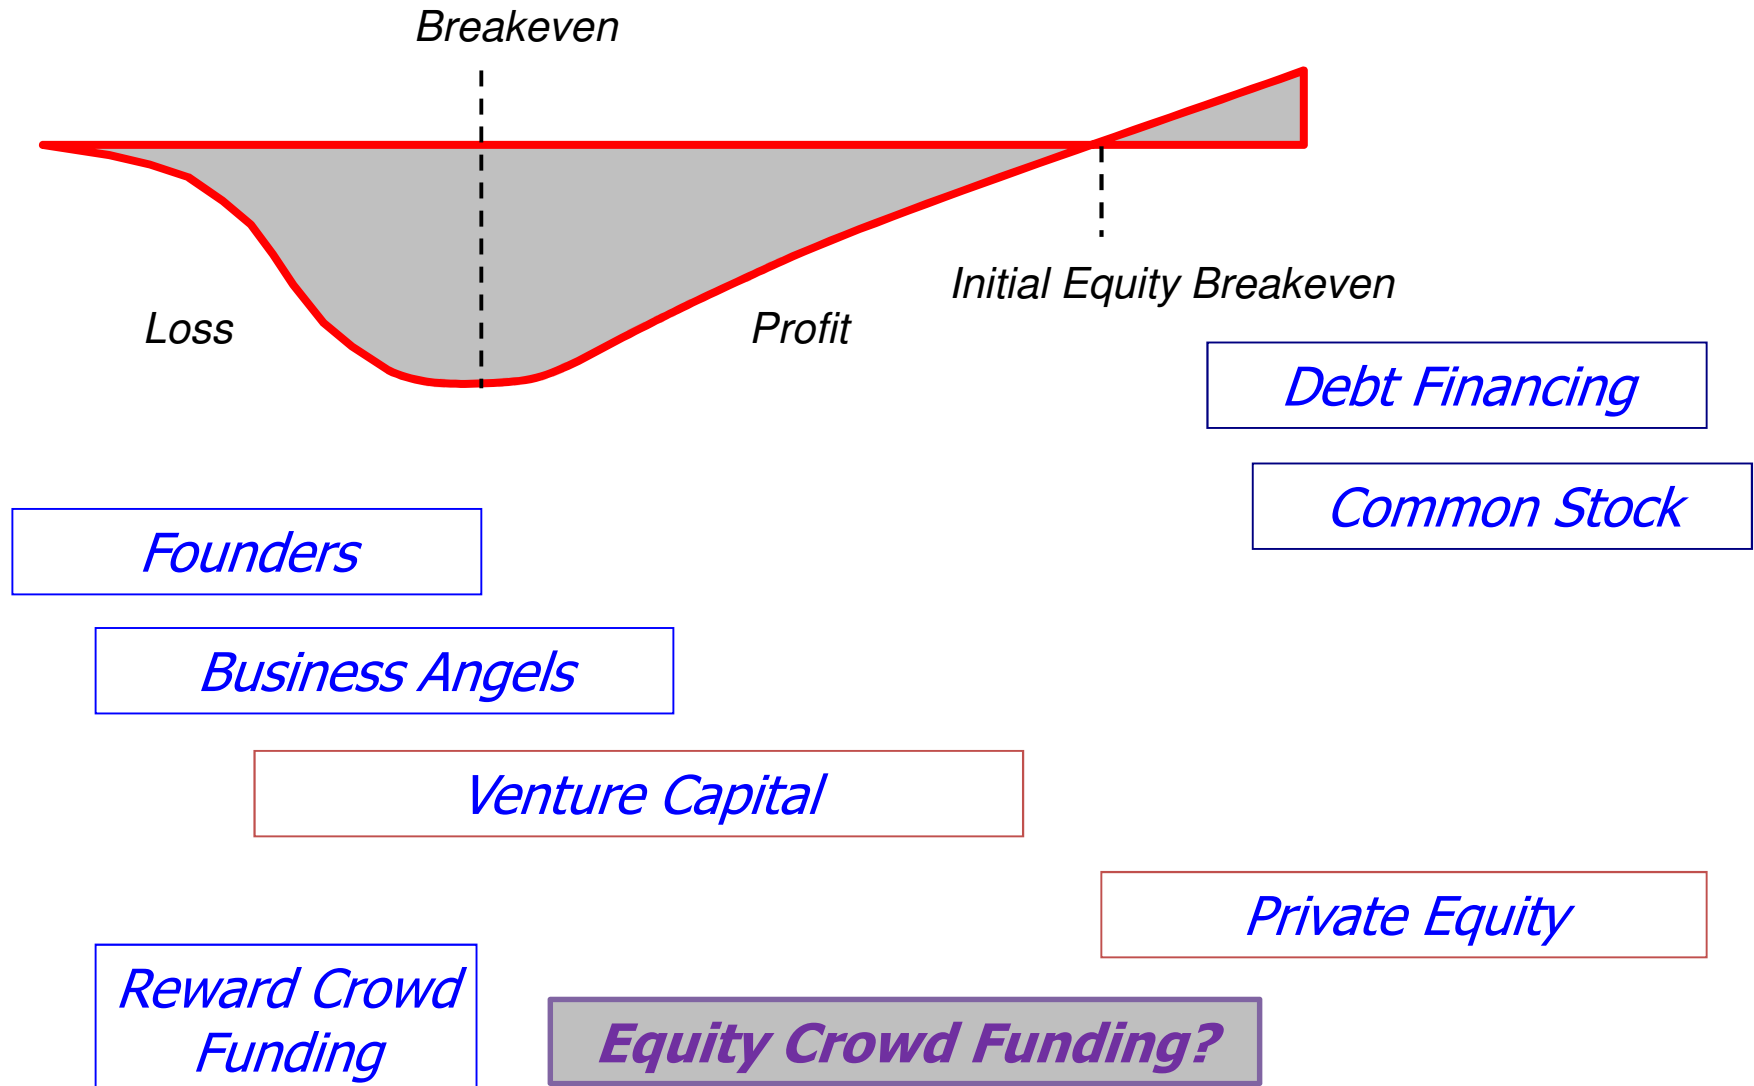 Breakeven
Initial Equity Breakeven
Loss
Profit
Debt Financing
Common Stock
Founders
Business Angels
Venture Capital
Private Equity
Reward Crowd
Funding
Equity Crowd Funding?